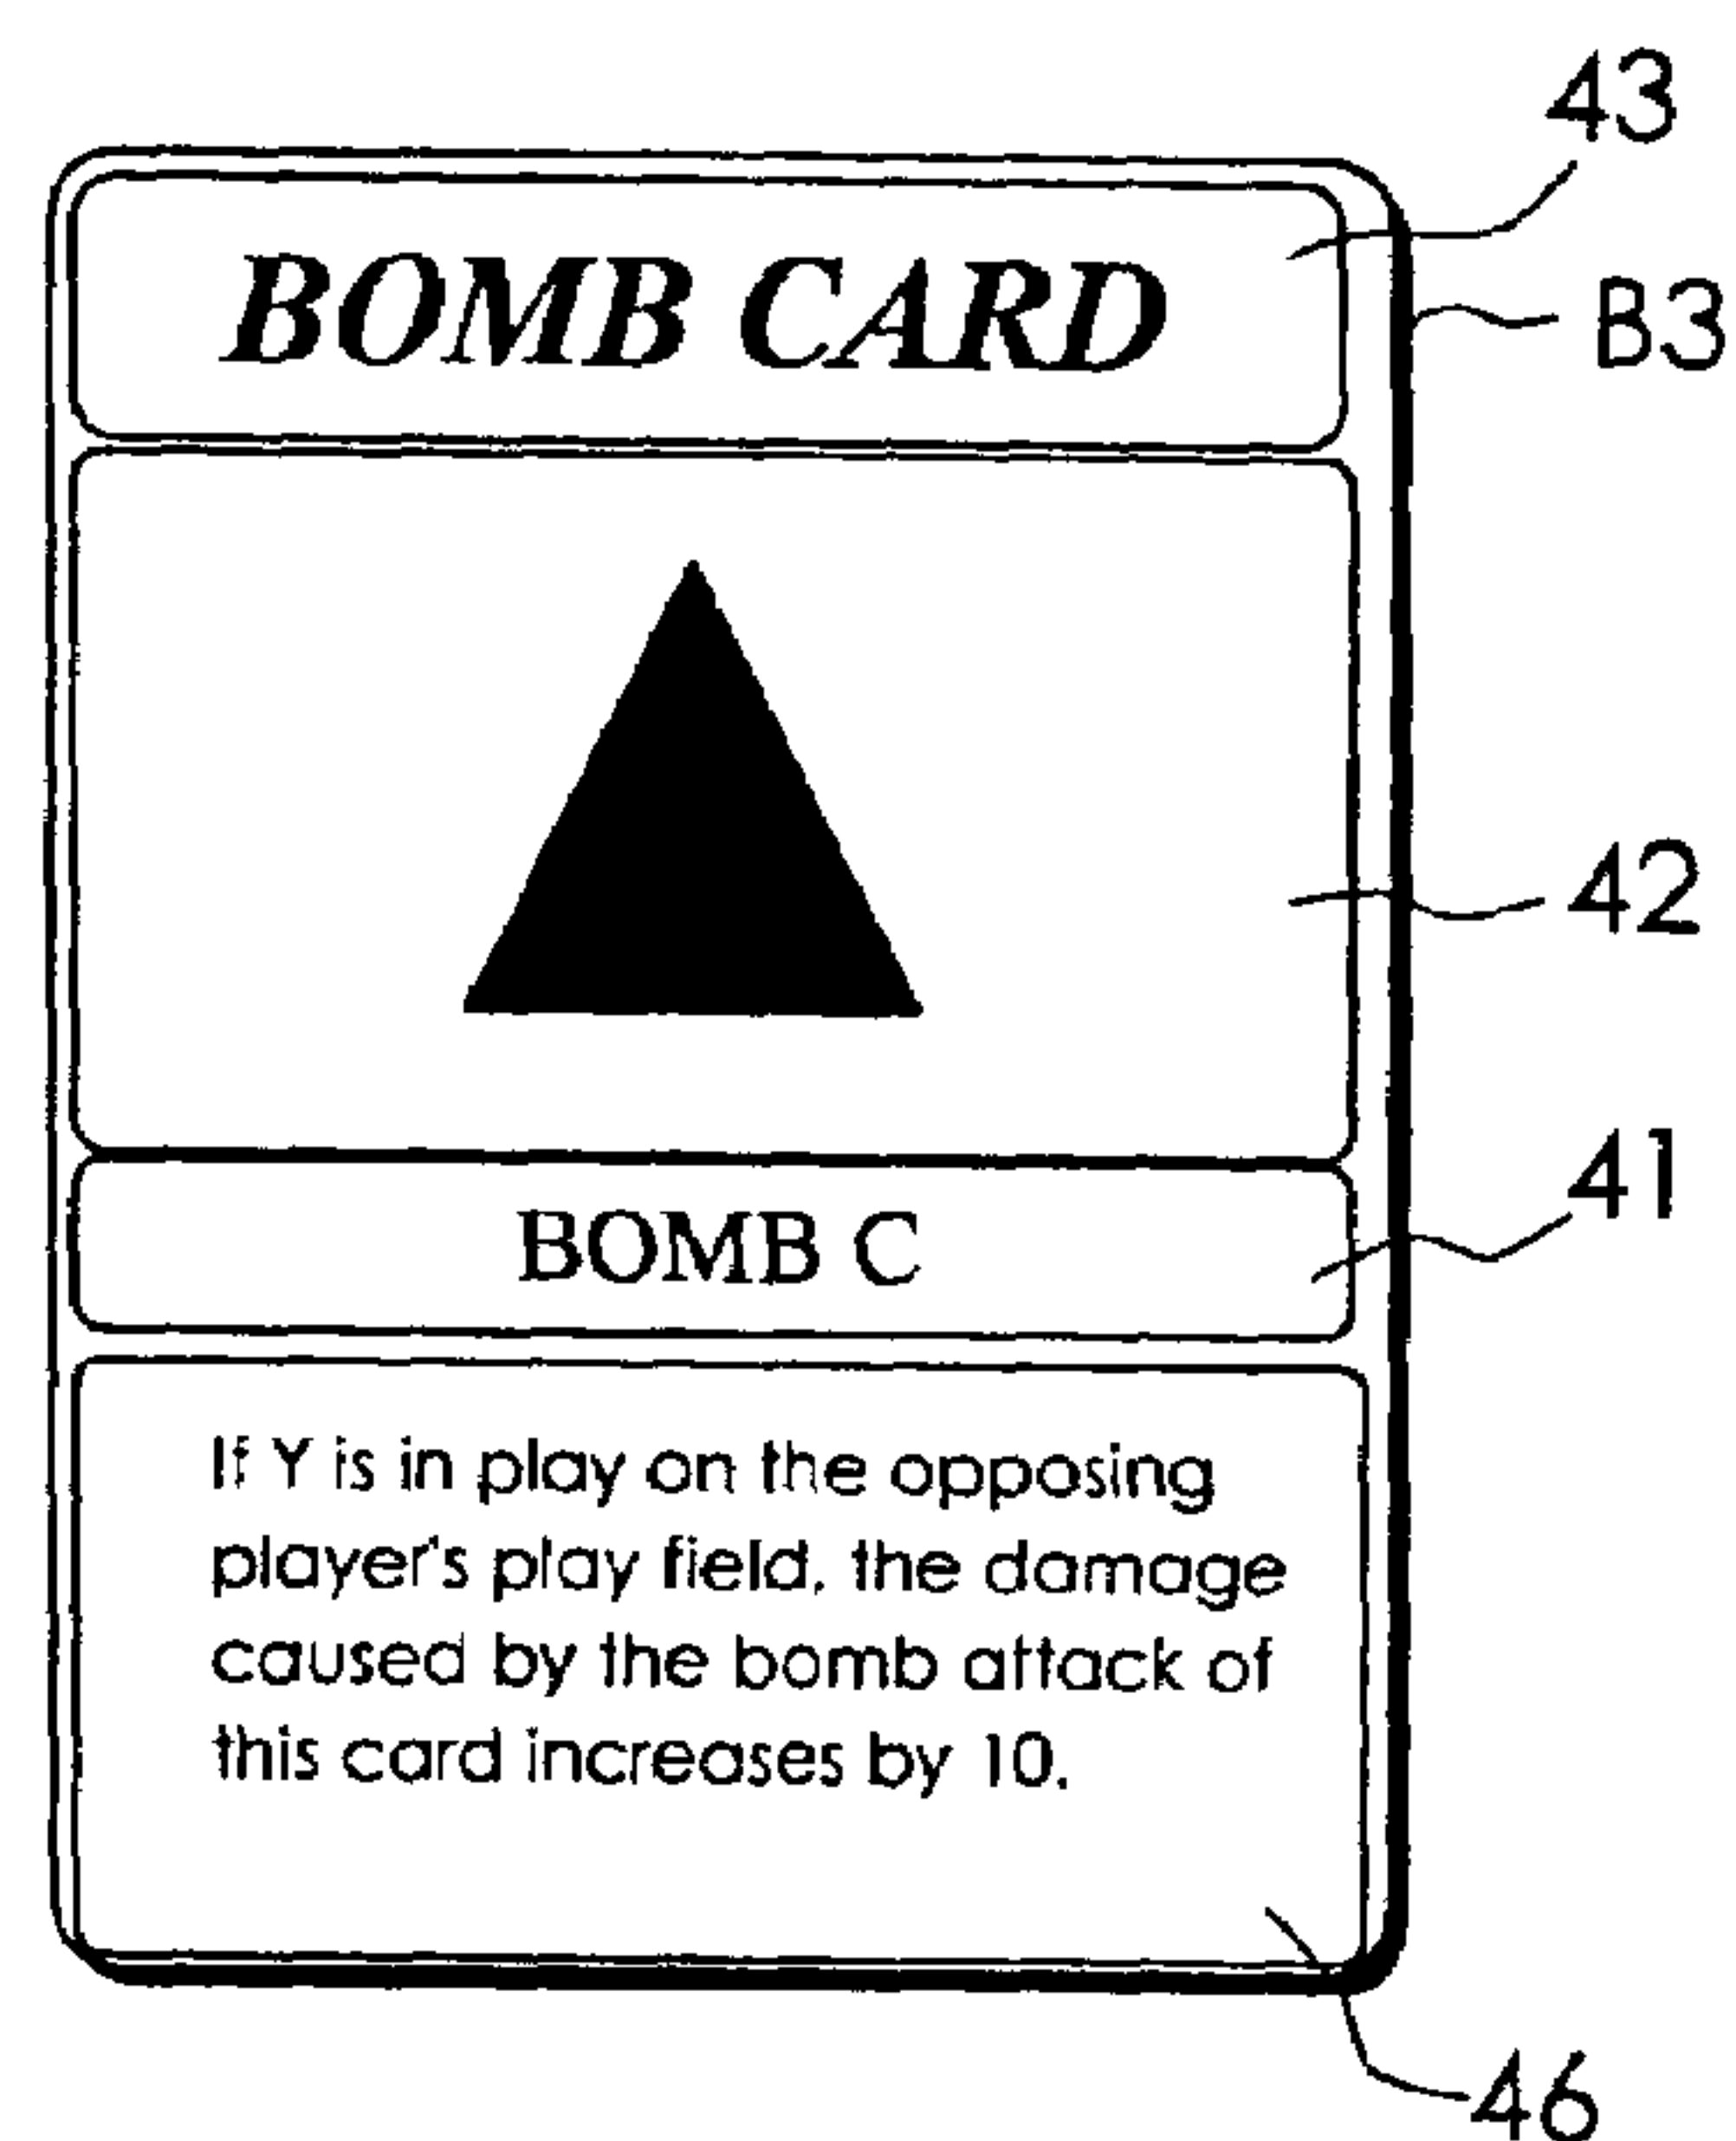 43
BOMB CARD
B3
42
41
BOMB C
If Y is in play on the opposing
player's play field, the damage
caused by the bomb attack of
this card increases by 10.
46